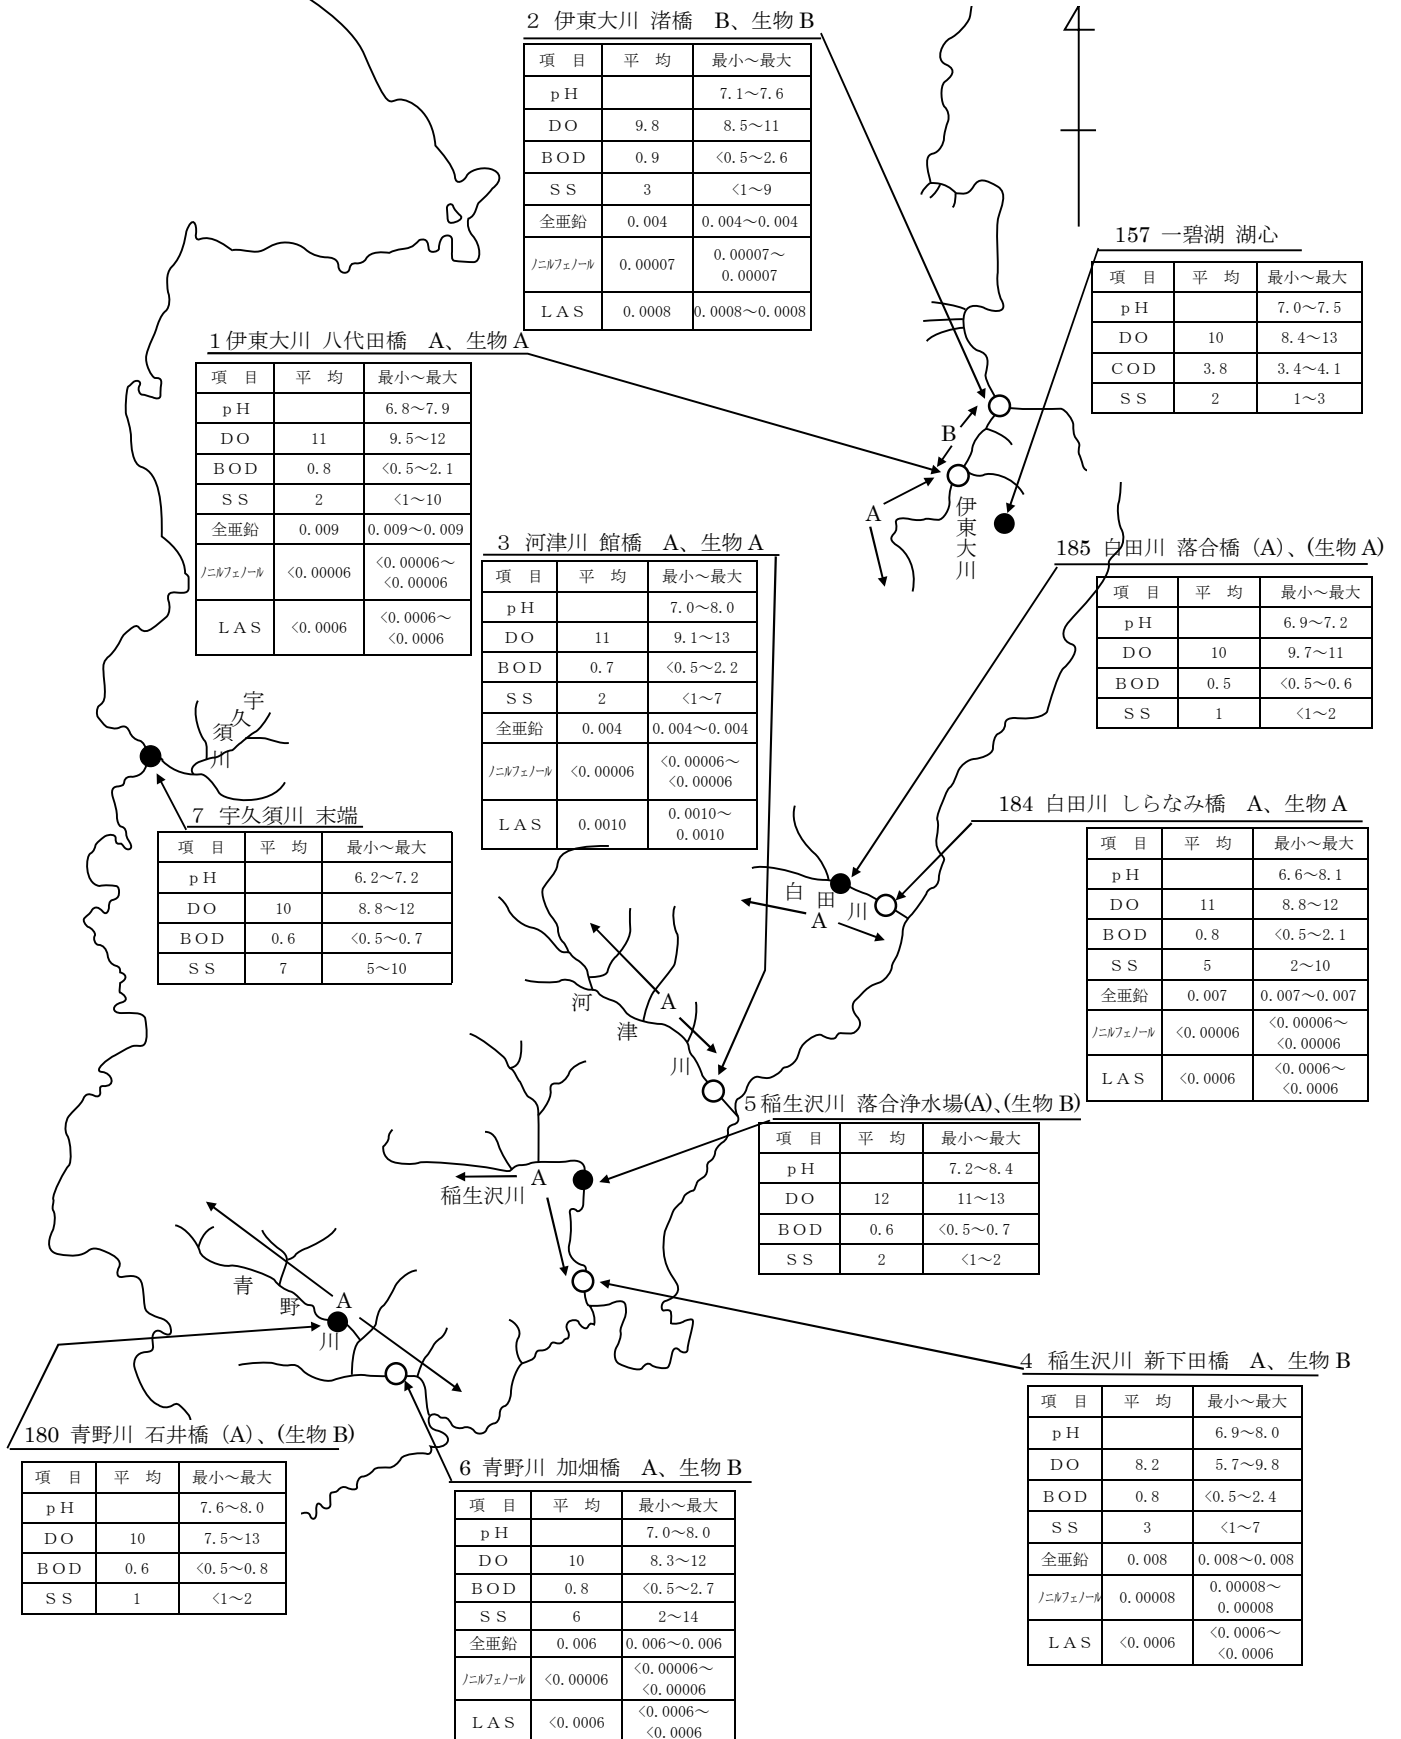 2 伊東大川 渚橋 B、生物 B
項 目 平 均 最小～最大
pH 7.1～7.6
DO 9.8 8.5～11
BOD 0.9 <0.5～2.6
SS 3 <1～9
全亜鉛 0.004 0.004～0.004
ノニルフェノール 0.00007 0.00007～
0.00007
LAS 0.0008 0.0008～0.0008
157 一碧湖 湖心
項 目 平 均 最小～最大
pH 7.0～7.5
DO 10 8.4～13
COD 3.8 3.4～4.1
SS 2 1～3
1 伊東大川 八代田橋 A、生物 A
項 目 平 均 最小～最大
pH 6.8～7.9
DO 11 9.5～12
BOD 0.8 <0.5～2.1
SS 2 <1～10
全亜鉛 0.009 0.009～0.009
ノニルフェノール <0.00006 <0.00006～
<0.00006
LAS <0.0006 <0.0006～
<0.0006
B
A
伊東大川
3 河津川 館橋 A、生物 A
項 目 平 均 最小～最大
pH 7.0～8.0
DO 11 9.1～13
BOD 0.7 <0.5～2.2
SS 2 <1～7
全亜鉛 0.004 0.004～0.004
ノニルフェノール <0.00006 <0.00006～
<0.00006
LAS 0.0010 0.0010～
0.0010
185 白田川 落合橋 (A)、(生物 A)
項 目 平 均 最小～最大
pH 6.9～7.2
DO 10 9.7～11
BOD 0.5 <0.5～0.6
SS 1 <1～2
宇久須川
7 宇久須川 末端
項 目 平 均 最小～最大
pH 6.2～7.2
DO 10 8.8～12
BOD 0.6 <0.5～0.7
SS 7 5～10
184 白田川 しらなみ橋 A、生物 A
項 目 平 均 最小～最大
pH 6.6～8.1
DO 11 8.8～12
BOD 0.8 <0.5～2.1
SS 5 2～10
全亜鉛 0.007 0.007～0.007
ノニルフェノール <0.00006 <0.00006～
<0.00006
LAS <0.0006 <0.0006～
<0.0006
白田川
A
河津川
A
5 稲生沢川 落合浄水場(A)、(生物 B)
項 目 平 均 最小～最大
pH 7.2～8.4
DO 12 11～13
BOD 0.6 <0.5～0.7
SS 2 <1～2
A
稲生沢川
青野川
A
4 稲生沢川 新下田橋 A、生物 B
項 目 平 均 最小～最大
pH 6.9～8.0
DO 8.2 5.7～9.8
BOD 0.8 <0.5～2.4
SS 3 <1～7
全亜鉛 0.008 0.008～0.008
ノニルフェノール 0.00008 0.00008～
0.00008
LAS <0.0006 <0.0006～
<0.0006
180 青野川 石井橋 (A)、(生物 B)
項 目 平 均 最小～最大
pH 7.6～8.0
DO 10 7.5～13
BOD 0.6 <0.5～0.8
SS 1 <1～2
6 青野川 加畑橋 A、生物 B
項 目 平 均 最小～最大
pH 7.0～8.0
DO 10 8.3～12
BOD 0.8 <0.5～2.7
SS 6 2～14
全亜鉛 0.006 0.006～0.006
ノニルフェノール <0.00006 <0.00006～
<0.00006
LAS <0.0006 <0.0006～
<0.0006